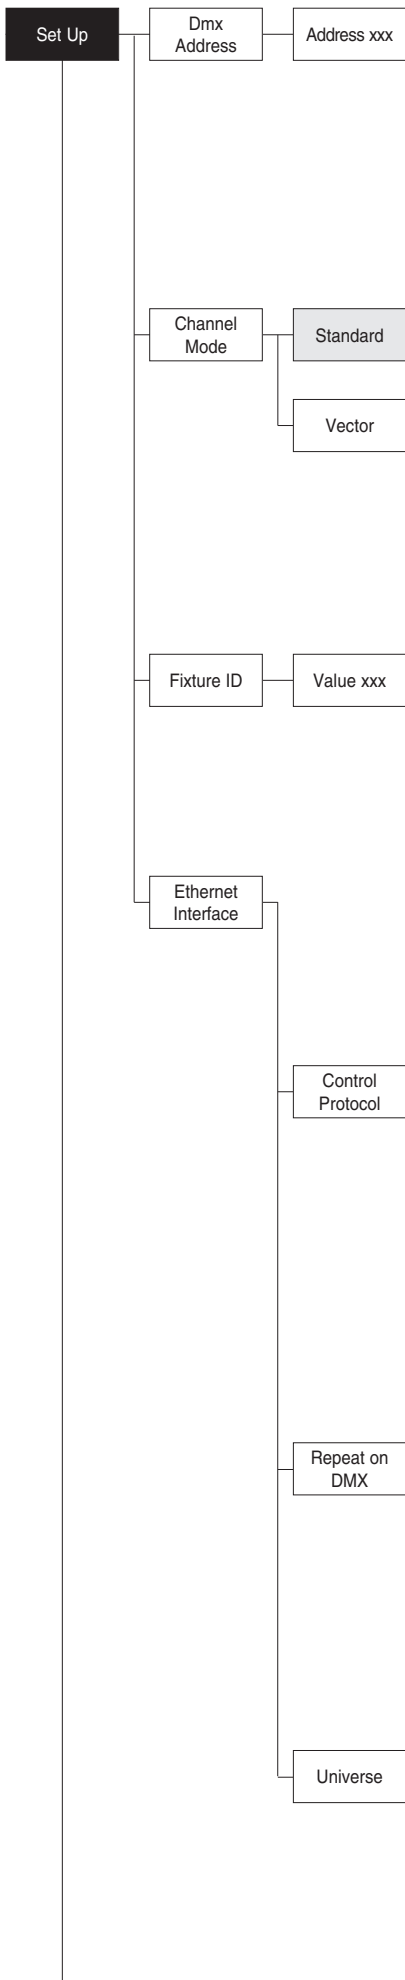 Set Up
Dmx
Address
Address xxx
Channel
Mode
Standard
Vector
Fixture ID
Value xxx
Ethernet
Interface
Control
Protocol
Repeat on
DMX
Universe